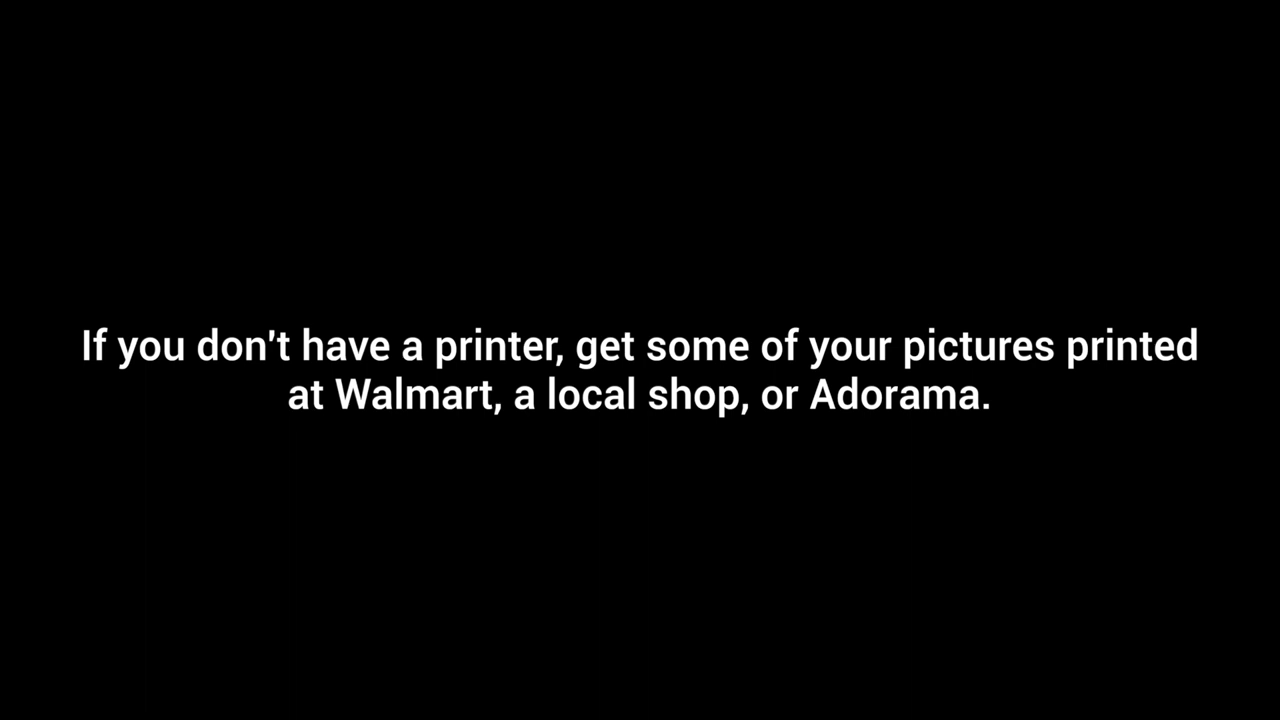 If you don't have a printer, get some of your pictures printed
at Walmart, a local shop, or Adorama.